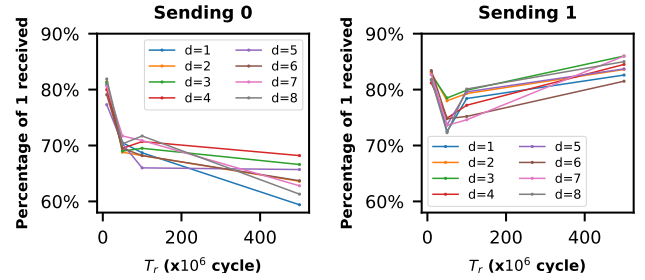 Sending 0
Percentage of 1 received
90%
80%
70%
60%
d=1
d=2
d=3
d=4
d=5
d=6
d=7
d=8
0
200
400
T_r (x10^6 cycle)
Sending 1
Percentage of 1 received
90%
80%
70%
60%
d=1
d=2
d=3
d=4
d=5
d=6
d=7
d=8
0
200
400
T_r (x10^6 cycle)